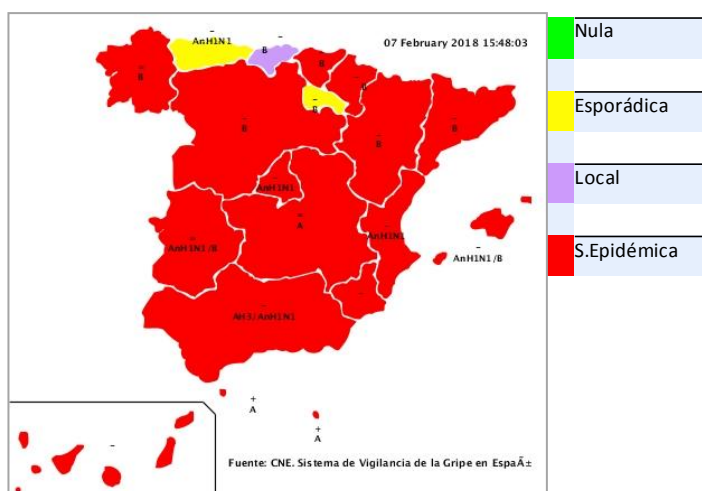 –
AnH1N1
–
B
07 February 2018 15:48:03
–
B
–
B
–
B
–
B
–
B
–
B
–
B
–
AnH1N1
=
A
–
AnH1N1
–
AnH1N1/B
–
AnH1N1/B
–
–
AH3/AnH1N1
+
A
+
A
–
Fuente: CNE. Sistema de Vigilancia de la Gripe en EspaÃ±
Nula
Esporádica
Local
S.Epidémica